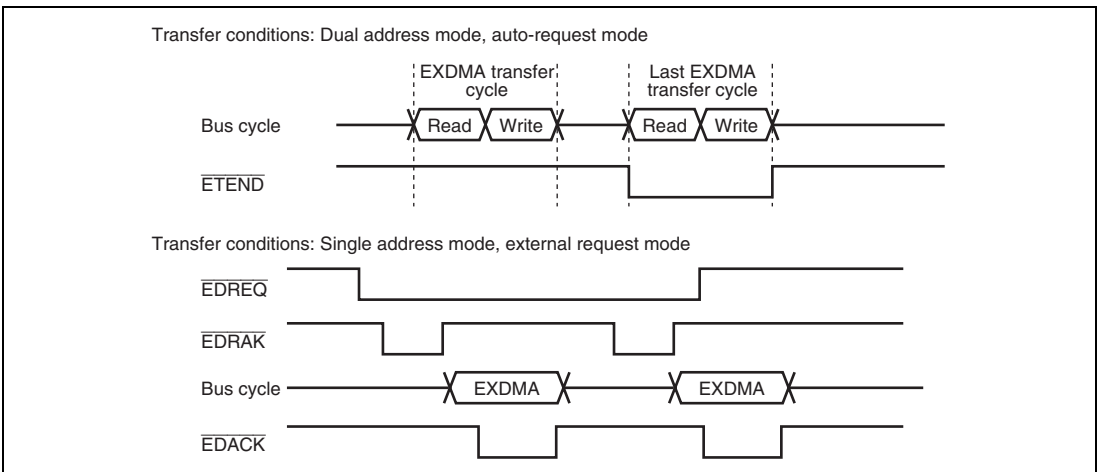 Transfer conditions: Dual address mode, auto-request mode
EXDMA transfer cycle
Last EXDMA transfer cycle
Bus cycle
Read
Write
Read
Write
ETEND
Transfer conditions: Single address mode, external request mode
EDREQ
EDRAK
Bus cycle
EXDMA
EXDMA
EDACK